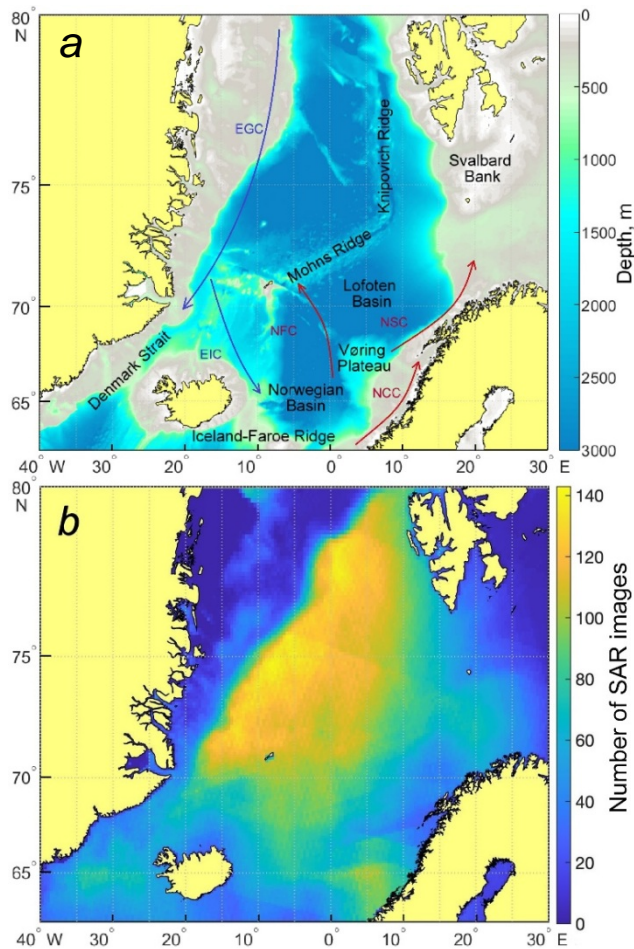 a
80°
N
75°
70°
65°
40° W
30°
20°
10°
0°
10°
20°
30° E
EGC
Knipovich Ridge
Svalbard
Bank
Mohns Ridge
Lofoten
Basin
NSC
NFC
Vøring
Plateau
Denmark Strait
EIC
Norwegian
Basin
NCC
Iceland-Faroe Ridge
0
500
1000
1500
2000
2500
3000
Depth, m
b
80°
N
75°
70°
65°
40° W
30°
20°
10°
0°
10°
20°
30° E
140
120
100
80
60
40
20
0
Number of SAR images